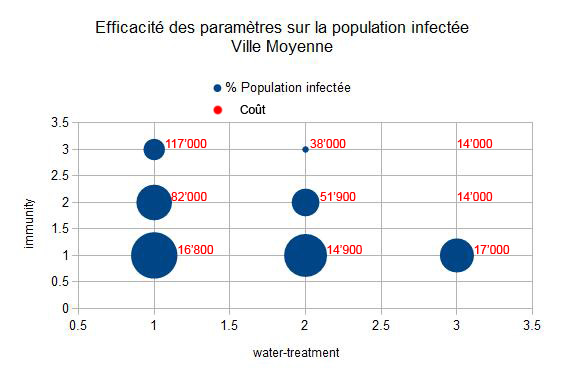 Efficacité des paramètres sur la population infectée
Ville Moyenne
% Population infectée
Coût
3.5
3
117'000
38'000
14'000
2.5
2
82'000
51'900
14'000
1.5
1
16'800
14'900
17'000
0.5
0
immunity
0.5 1 1.5 2 2.5 3 3.5
water-treatment